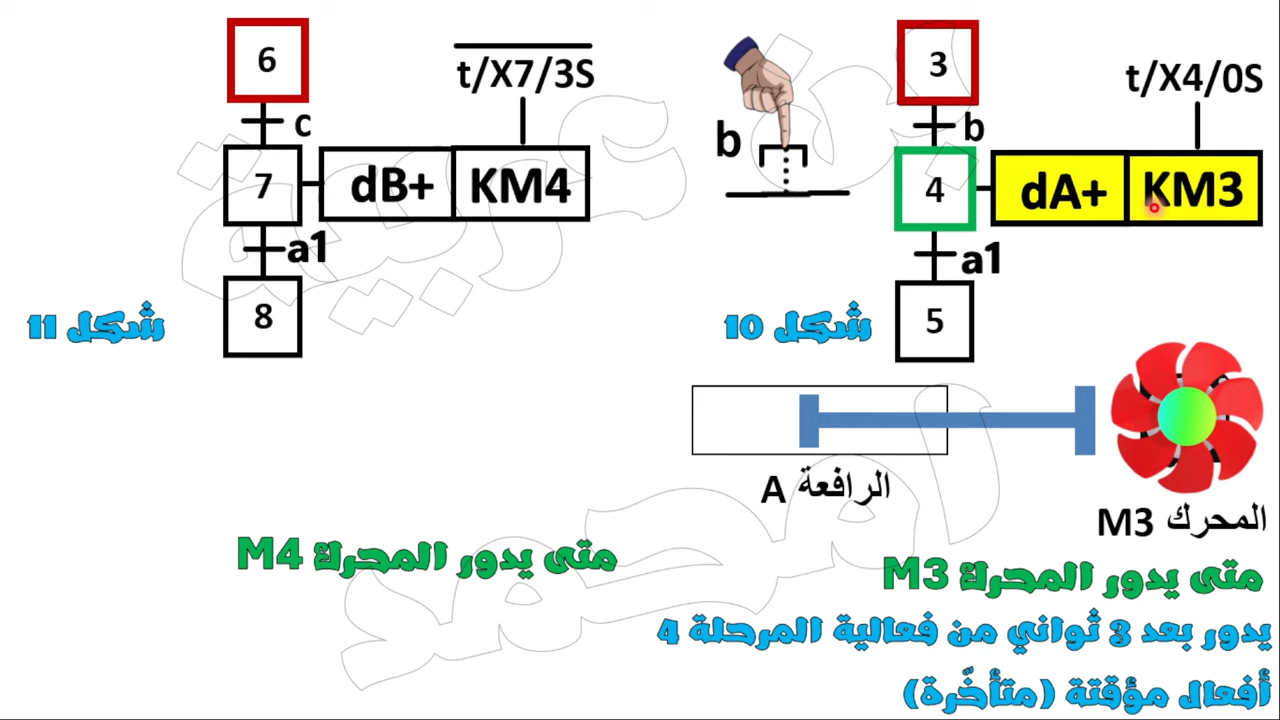 6
t/X7/3S
c
7
dB+ KM4
a1
8
شكل 11
3
t/X4/0S
b
b
4
dA+ KM3
a1
5
شكل 10
الرافعة A
المحرك M3
متى يدور المحرك M4
متى يدور المحرك M3
يدور بعد 3 ثواني من فعالية المرحلة 4
أفعال مؤقتة (متأخّرة)